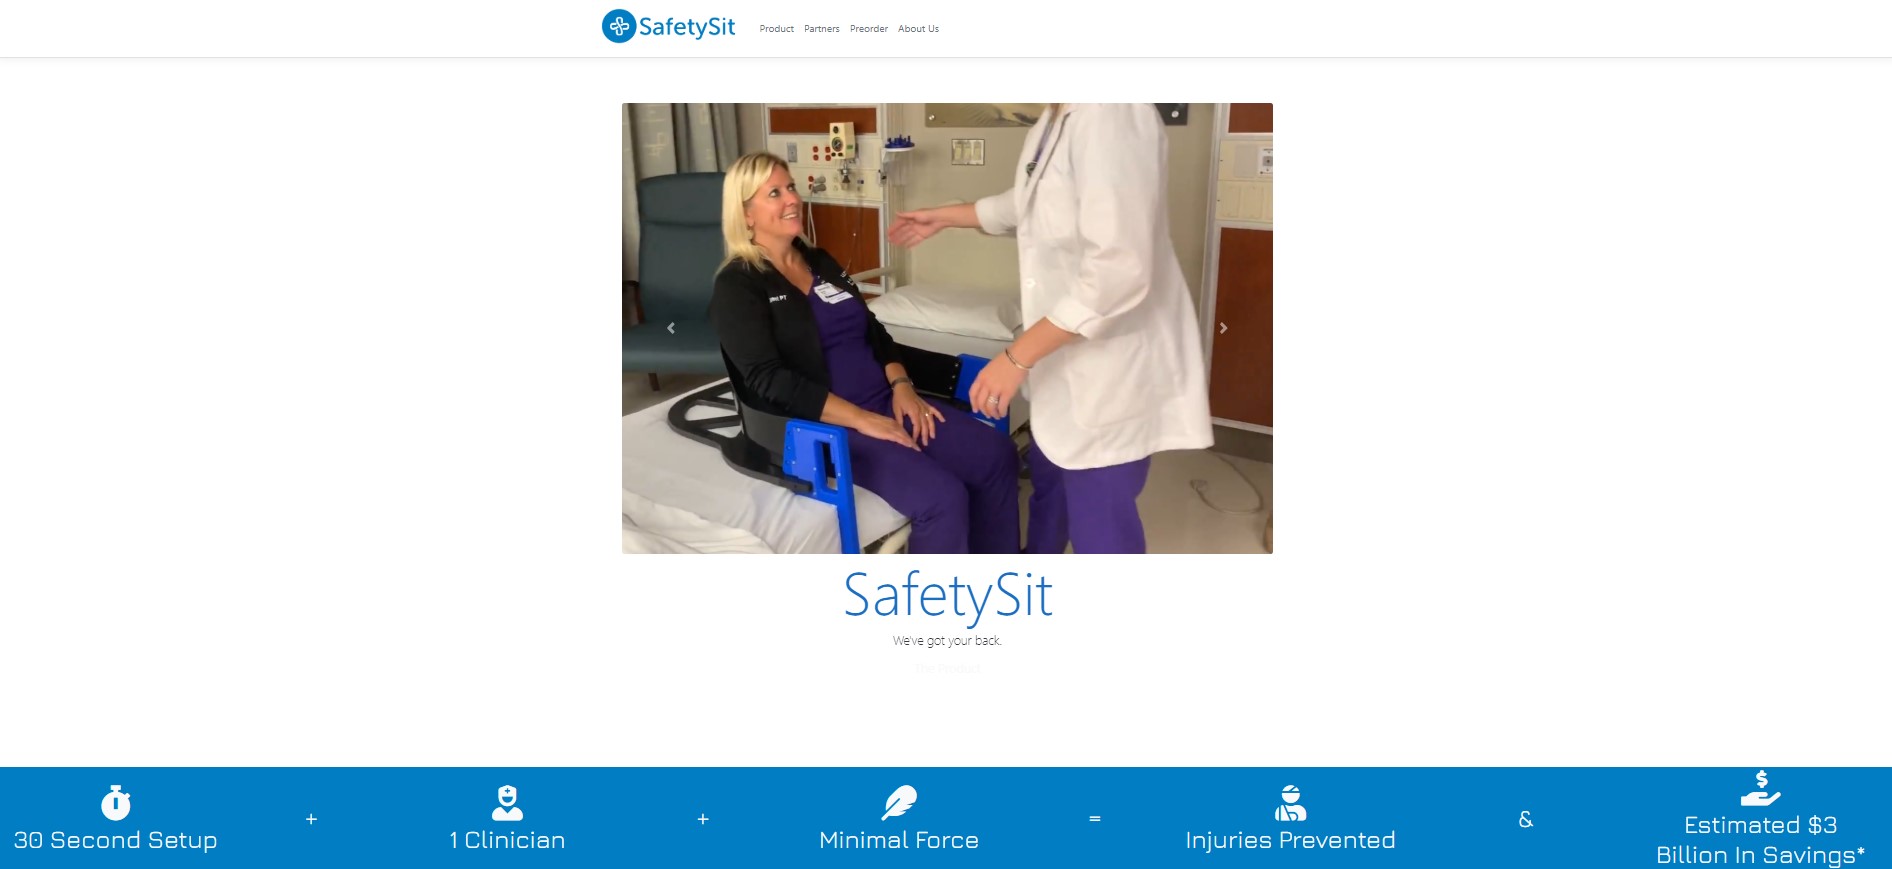 SafetySit
Product Partners Preorder About Us
SafetySit
We've got your back.
The Product
30 Second Setup
+
1 Clinician
+
Minimal Force
=
Injuries Prevented
&
Estimated $3
Billion In Savings*